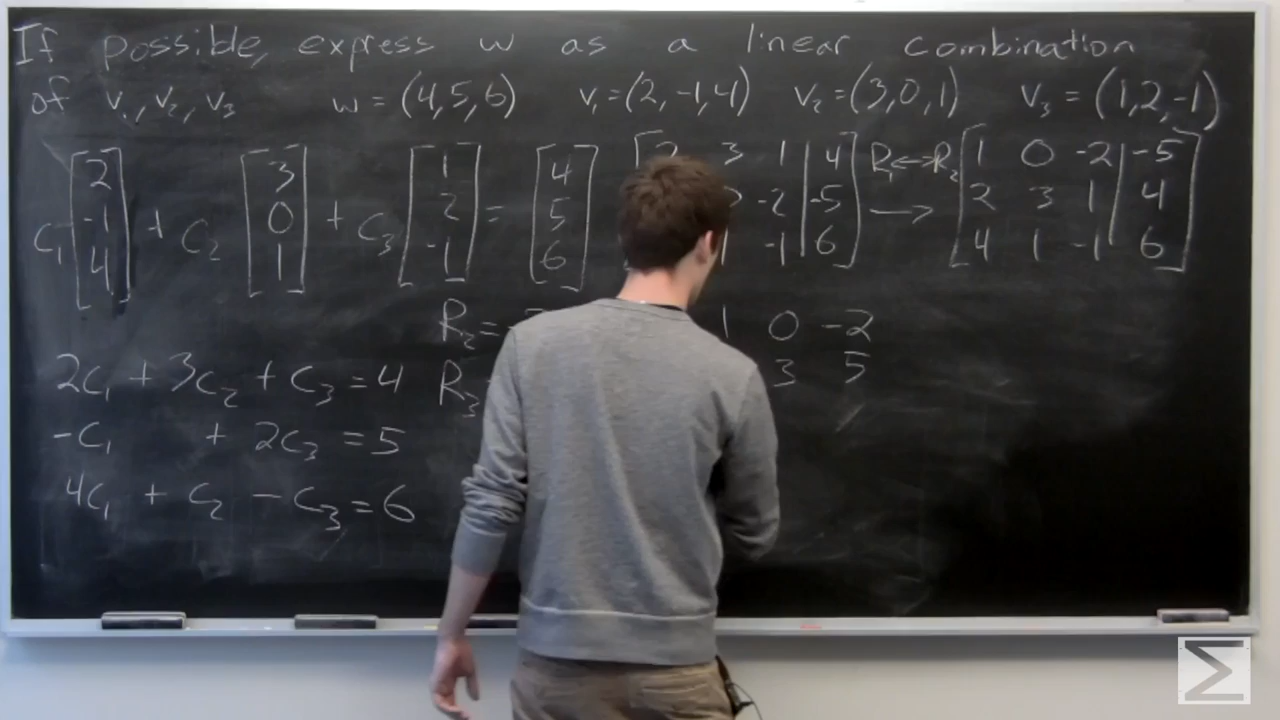 If possible, express w as a linear combination
of v₁, v₂, v₃ w = (4,5,6) v₁=(2, -1,4) v₂=(3,0,1) v₃ = (1,2,-1)
c₁ [2 -1 4] + c₂ [3 0 1] + c₃ [1 2 -1] = [4 5 6]
[2 3 1 | 4] R₁↔R₂ [1 0 -2 | -5]
-2 | -5] → [2 3 1 | 4]
-1 | 6] [4 1 -1 | 6]
R₂= 1 0 -2
2c₁ + 3c₂ + c₃ = 4 R₃ 3 5
-c₁ + 2c₃ = 5
4c₁ + c₂ - c₃ = 6
Σ